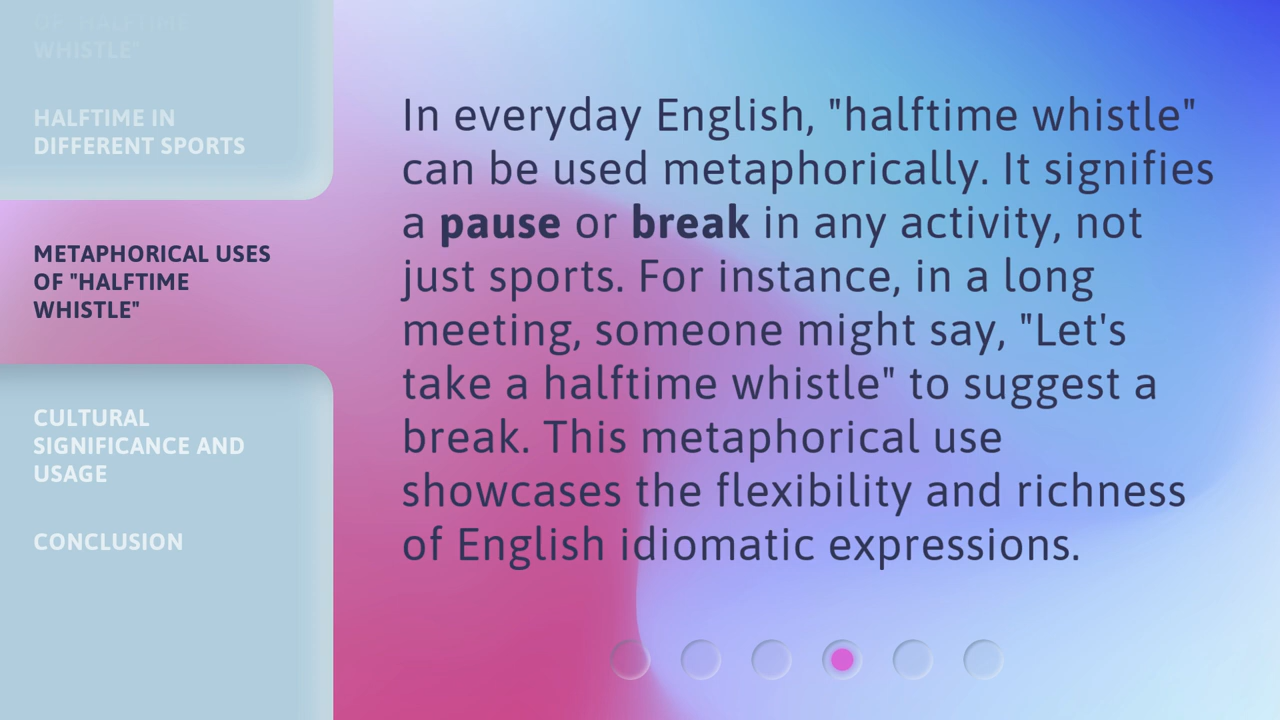 OF "HALFTIME
WHISTLE"
HALFTIME IN
DIFFERENT SPORTS
METAPHORICAL USES
OF "HALFTIME
WHISTLE"
CULTURAL
SIGNIFICANCE AND
USAGE
CONCLUSION
In everyday English, "halftime whistle"
can be used metaphorically. It signifies
a pause or break in any activity, not
just sports. For instance, in a long
meeting, someone might say, "Let's
take a halftime whistle" to suggest a
break. This metaphorical use
showcases the flexibility and richness
of English idiomatic expressions.